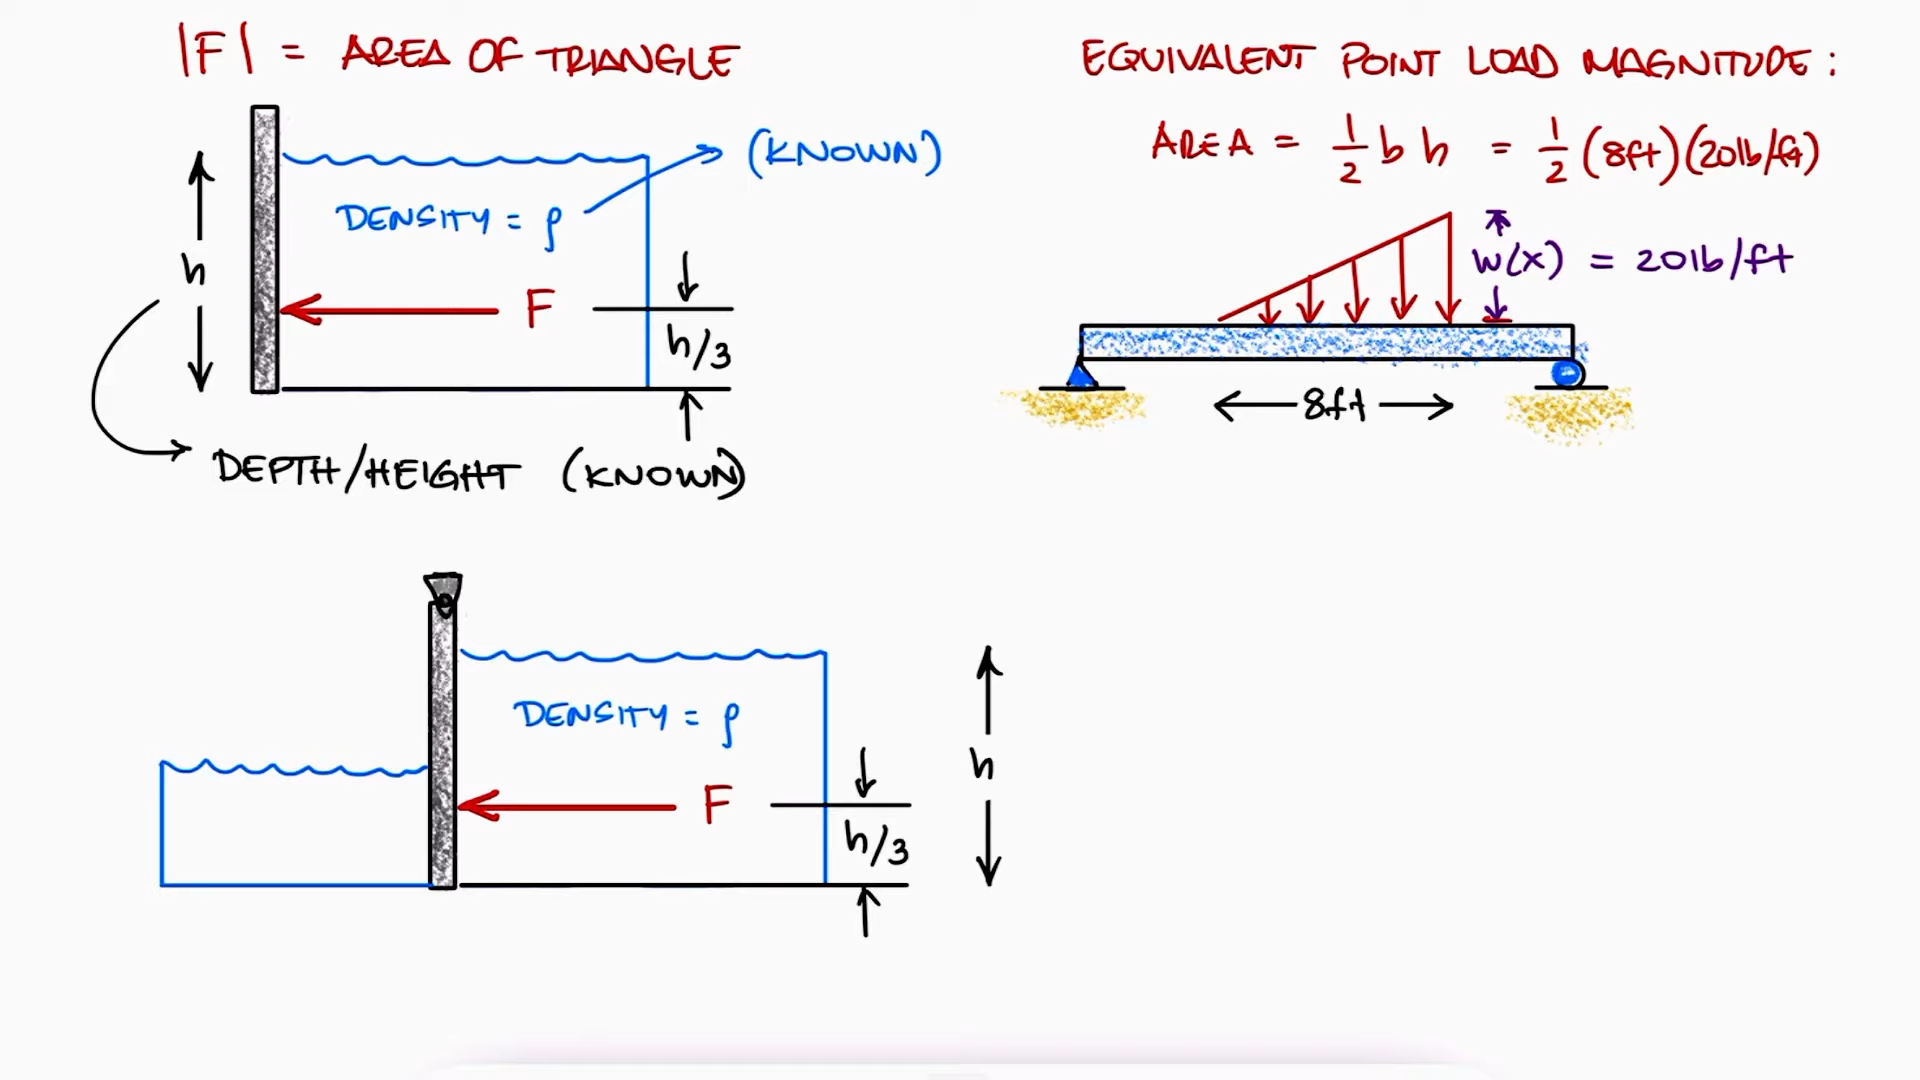 |F| = AREA OF TRIANGLE
(KNOWN)
DENSITY = ρ
h
F
h/3
DEPTH/HEIGHT (KNOWN)
EQUIVALENT POINT LOAD MAGNITUDE:
AREA = 1/2 b h = 1/2 (8ft)(20lb/ft)
w(x) = 20lb/ft
8ft
DENSITY = ρ
h
F
h/3